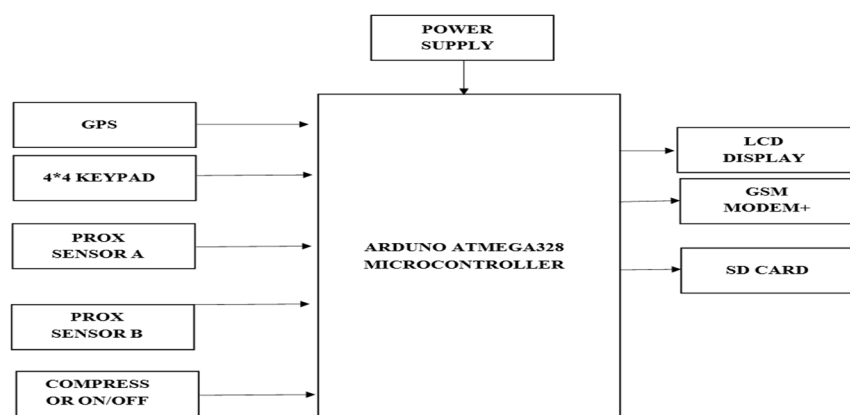 POWER
SUPPLY
GPS
4*4 KEYPAD
PROX
SENSOR A
PROX
SENSOR B
COMPRESS
OR ON/OFF
ARDUNO ATMEGA328
MICROCONTROLLER
LCD
DISPLAY
GSM
MODEM+
SD CARD